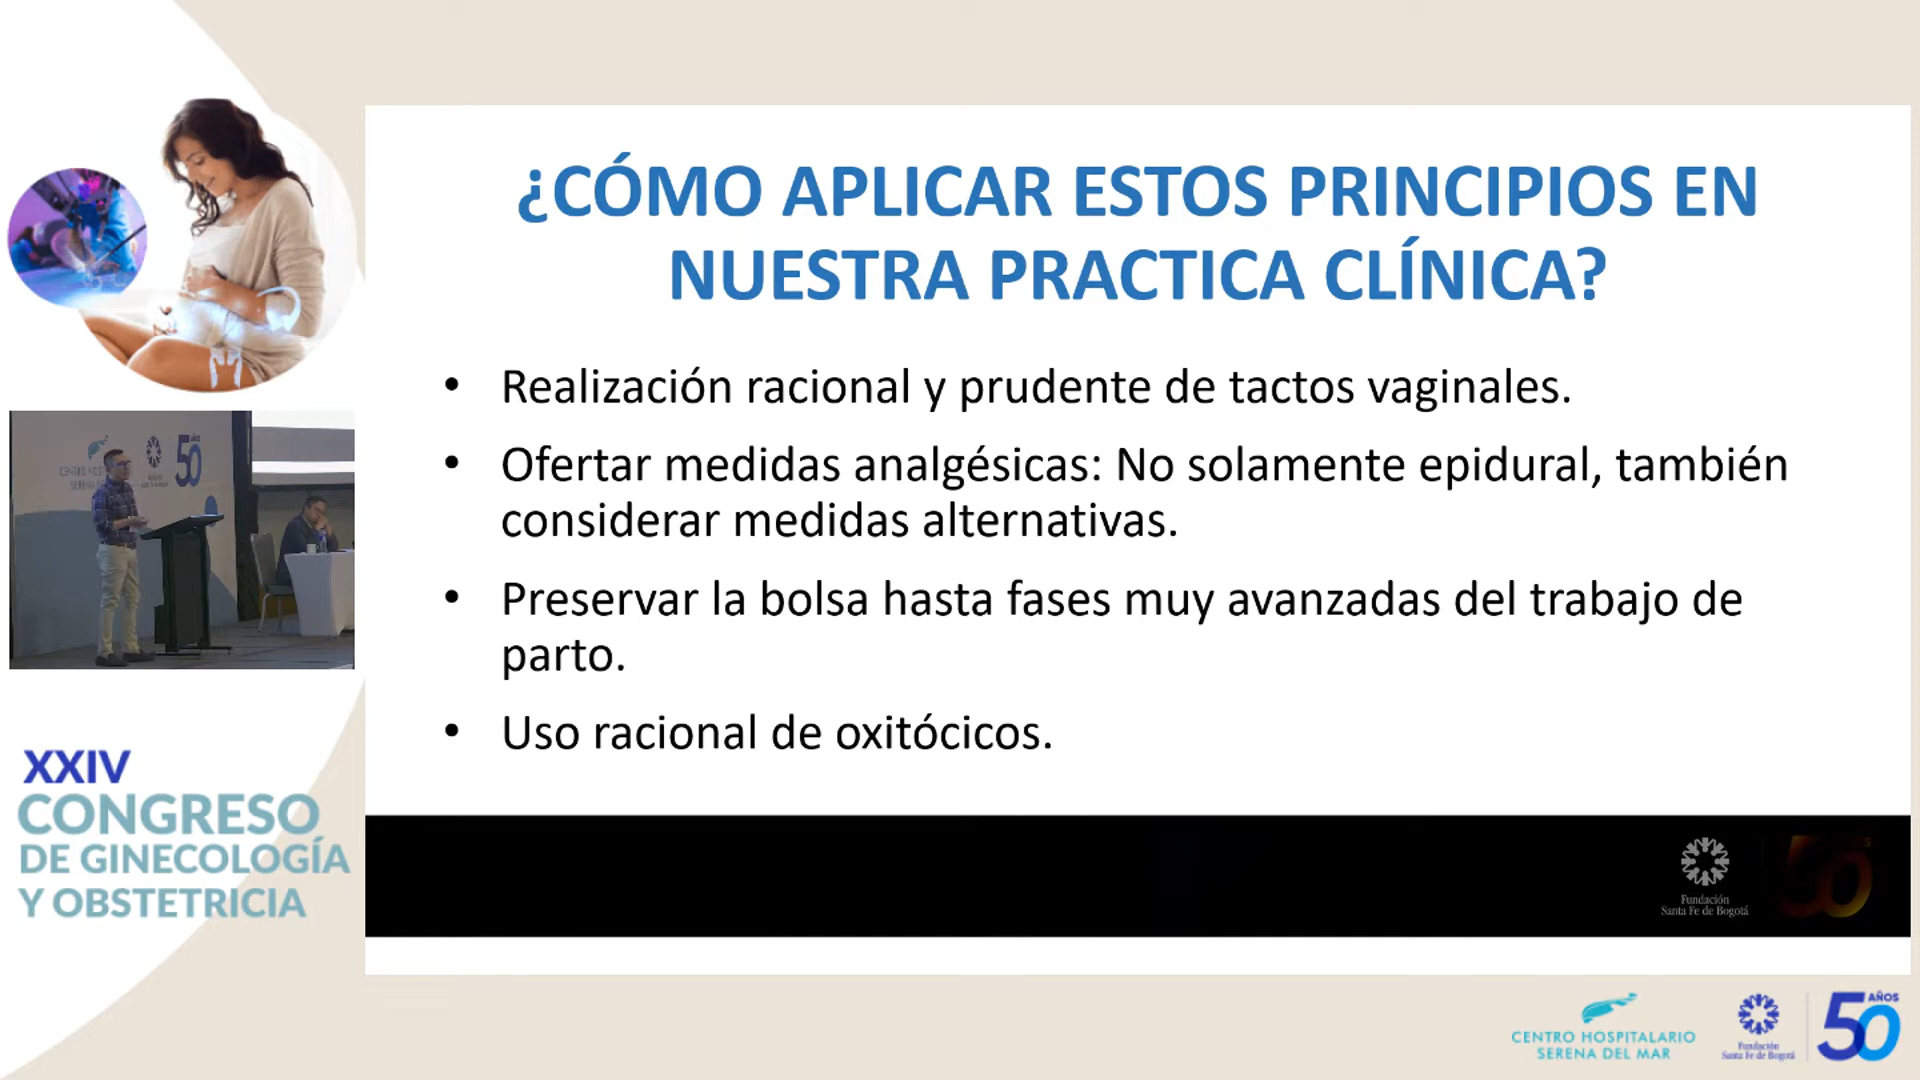 ¿CÓMO APLICAR ESTOS PRINCIPIOS EN
NUESTRA PRACTICA CLÍNICA?
• Realización racional y prudente de tactos vaginales.
• Ofertar medidas analgésicas: No solamente epidural, también
considerar medidas alternativas.
• Preservar la bolsa hasta fases muy avanzadas del trabajo de
parto.
• Uso racional de oxitócicos.
50
XXIV
CONGRESO
DE GINECOLOGÍA
Y OBSTETRICIA
Fundación
Santa Fe de Bogotá
50
CENTRO HOSPITALARIO
SERENA DEL MAR
Fundación
Santa Fe de Bogotá
50 AÑOS